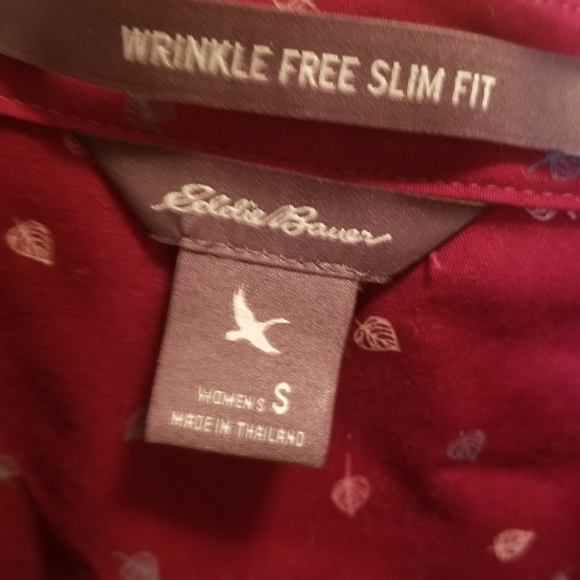 WRINKLE FREE SLIM FIT
Eddie Bauer
WOMEN'S S
MADE IN THAILAND